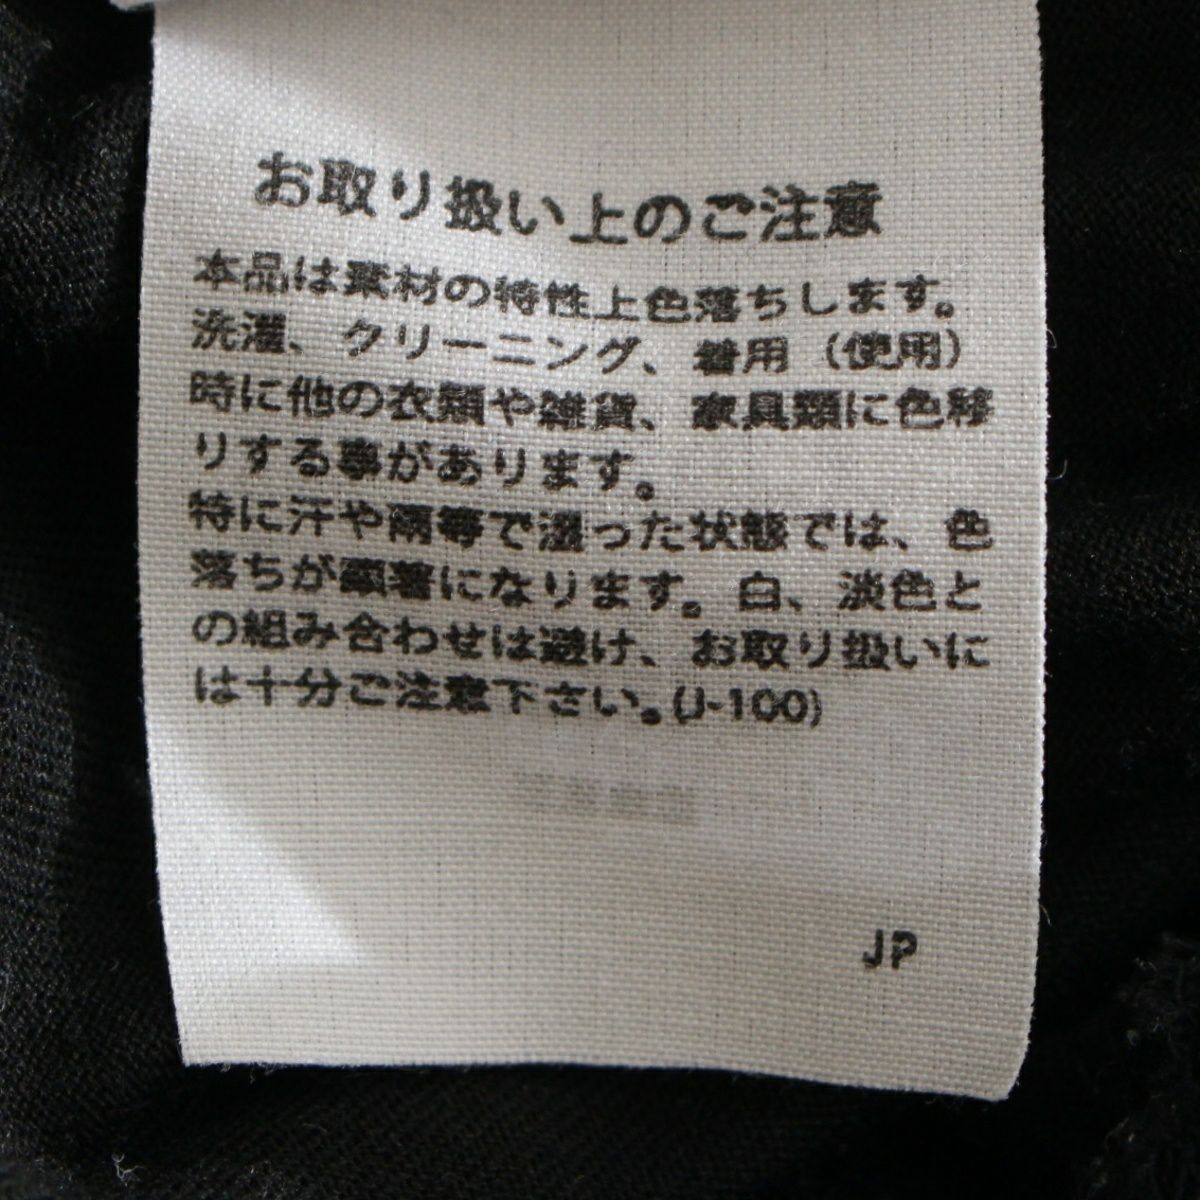 お取り扱い上のご注意
本品は素材の特性上色落ちします。
洗濯、クリーニング、着用（使用）
時に他の衣類や雑貨、家具類に色移
りする事があります。
特に汗や雨等で湿った状態では、色
落ちが顕著になります。白、淡色と
の組み合わせは避け、お取り扱いに
は十分ご注意下さい。(J-100)
JP